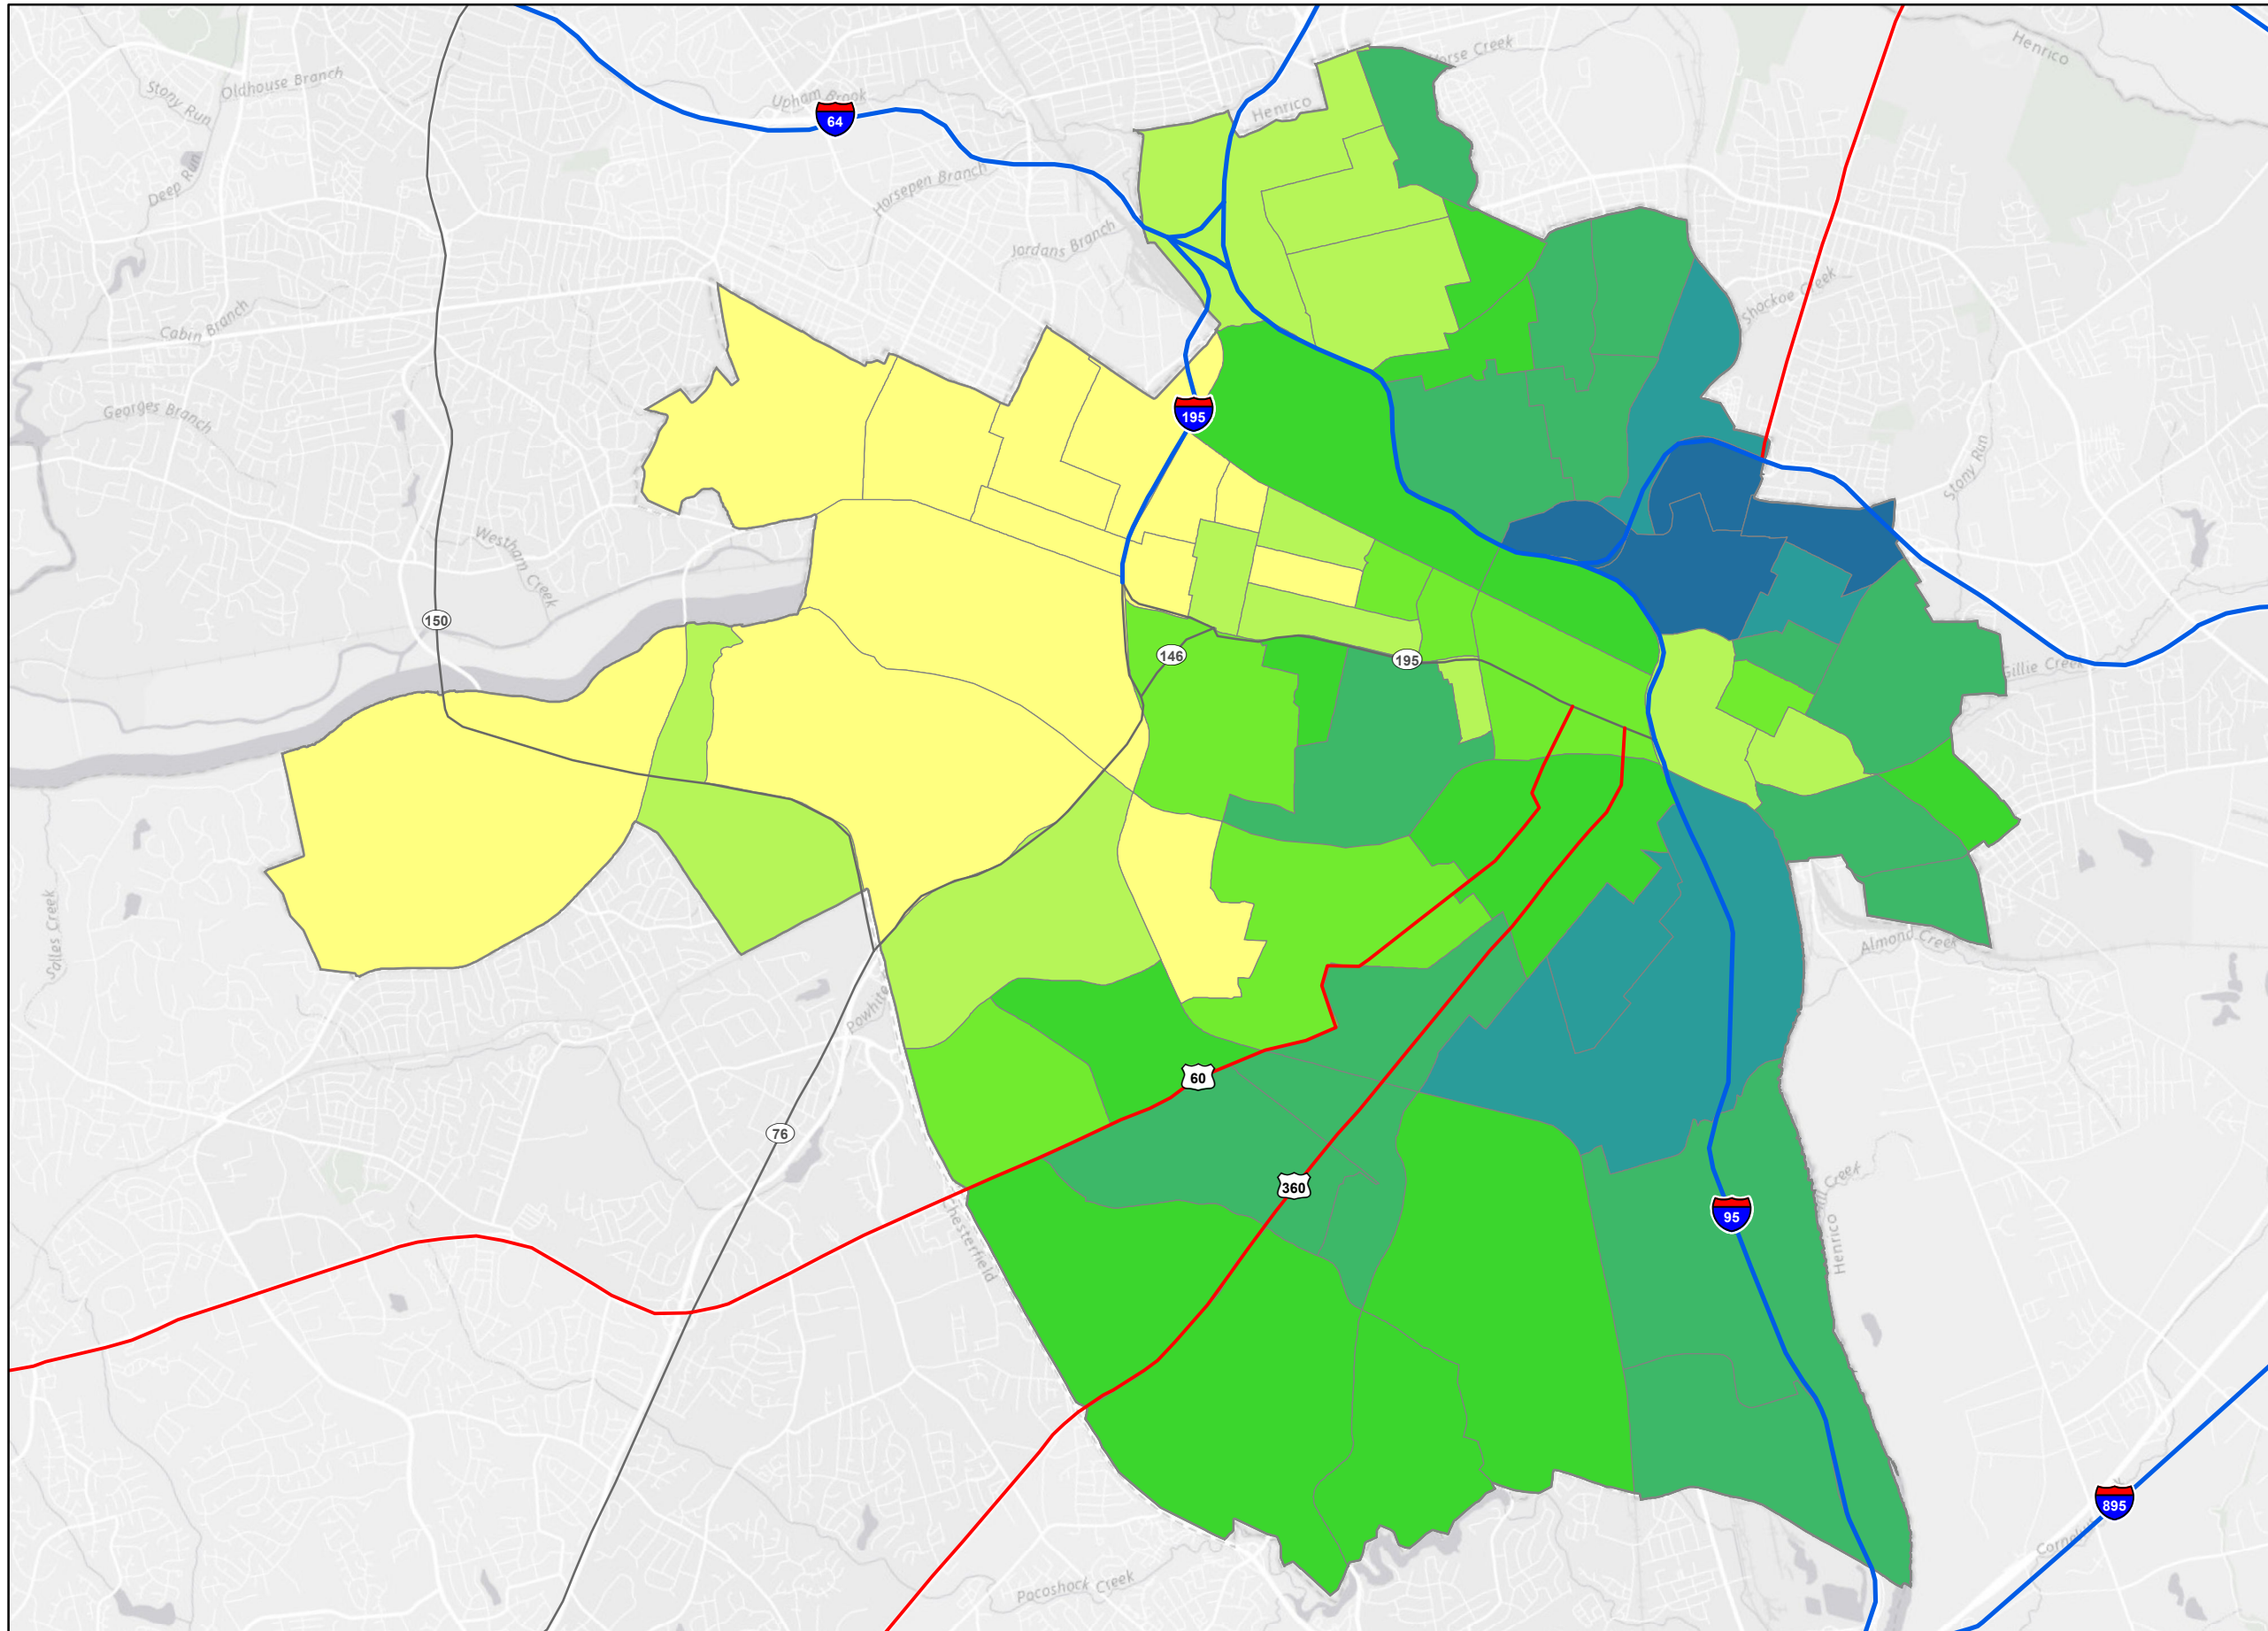 Henrico
Horse Creek
Oldhouse Branch
Stony Run
Upham Brook
Henrico
64
Deep Run
Horsepen Branch
Jordans Branch
Shockoe Creek
Cabin Branch
Georges Branch
195
Stony Run
Westham Creek
150
146
195
Gillie Creek
Salles Creek
Almond Creek
Powhite
60
76
360
95
Chesterfield
Henrico
895
Pocoshock Creek